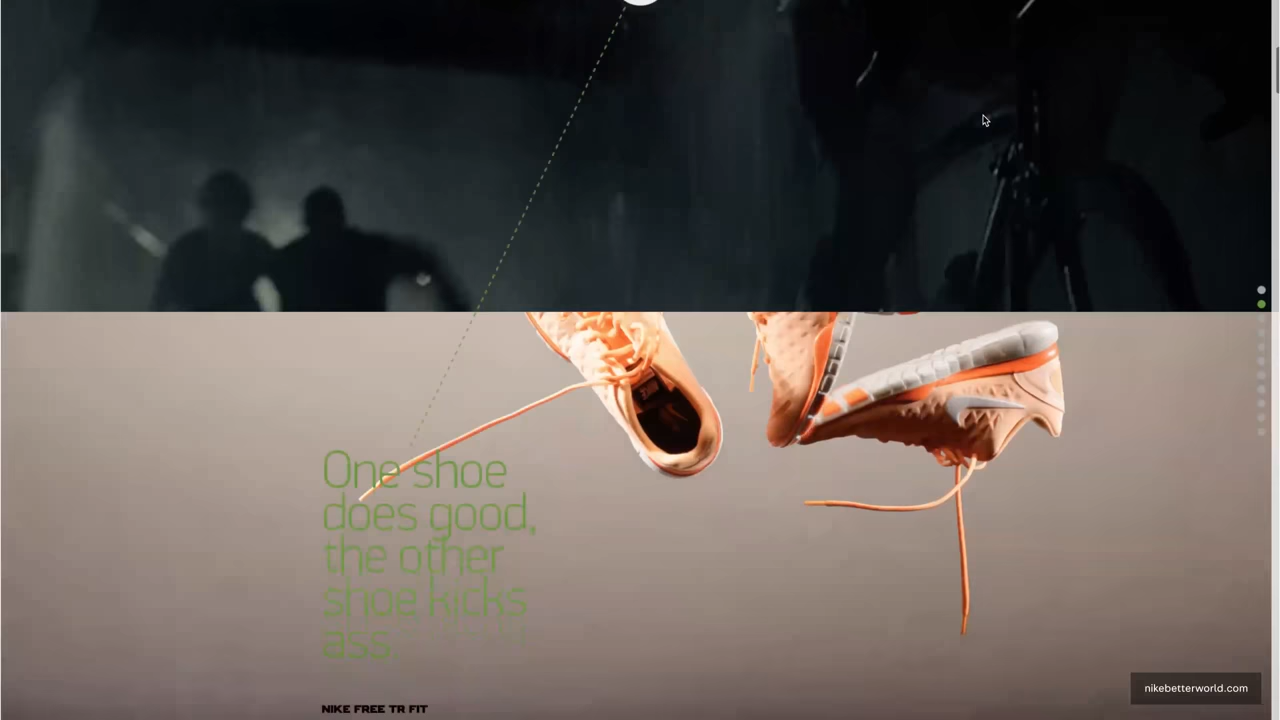 One shoe
does good,
the other
shoe kicks
ass.
NIKE FREE TR FIT
nikebetterworld.com